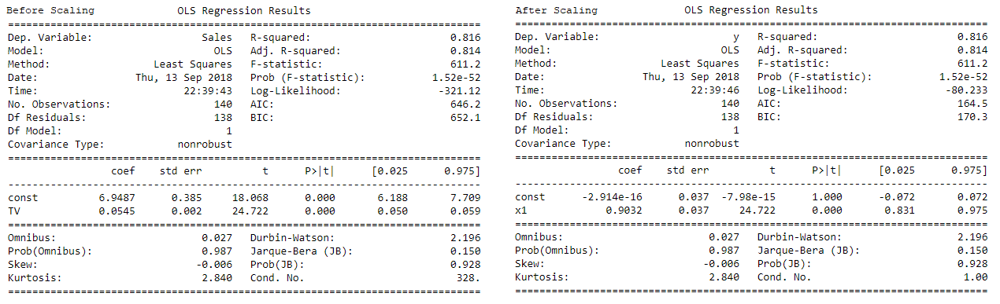 Before Scaling OLS Regression Results
==============================================================================
Dep. Variable: Sales R-squared: 0.816
Model: OLS Adj. R-squared: 0.814
Method: Least Squares F-statistic: 611.2
Date: Thu, 13 Sep 2018 Prob (F-statistic): 1.52e-52
Time: 22:39:43 Log-Likelihood: -321.12
No. Observations: 140 AIC: 646.2
Df Residuals: 138 BIC: 652.1
Df Model: 1
Covariance Type: nonrobust
==============================================================================
coef std err t P>|t| [0.025 0.975]
------------------------------------------------------------------------------
const 6.9487 0.385 18.068 0.000 6.188 7.709
TV 0.0545 0.002 24.722 0.000 0.050 0.059
==============================================================================
Omnibus: 0.027 Durbin-Watson: 2.196
Prob(Omnibus): 0.987 Jarque-Bera (JB): 0.150
Skew: -0.006 Prob(JB): 0.928
Kurtosis: 2.840 Cond. No. 328.
==============================================================================
After Scaling OLS Regression Results
==============================================================================
Dep. Variable: y R-squared: 0.816
Model: OLS Adj. R-squared: 0.814
Method: Least Squares F-statistic: 611.2
Date: Thu, 13 Sep 2018 Prob (F-statistic): 1.52e-52
Time: 22:39:46 Log-Likelihood: -80.233
No. Observations: 140 AIC: 164.5
Df Residuals: 138 BIC: 170.3
Df Model: 1
Covariance Type: nonrobust
==============================================================================
coef std err t P>|t| [0.025 0.975]
------------------------------------------------------------------------------
const -2.914e-16 0.037 -7.98e-15 1.000 -0.072 0.072
x1 0.9032 0.037 24.722 0.000 0.831 0.975
==============================================================================
Omnibus: 0.027 Durbin-Watson: 2.196
Prob(Omnibus): 0.987 Jarque-Bera (JB): 0.150
Skew: -0.006 Prob(JB): 0.928
Kurtosis: 2.840 Cond. No. 1.00
==============================================================================